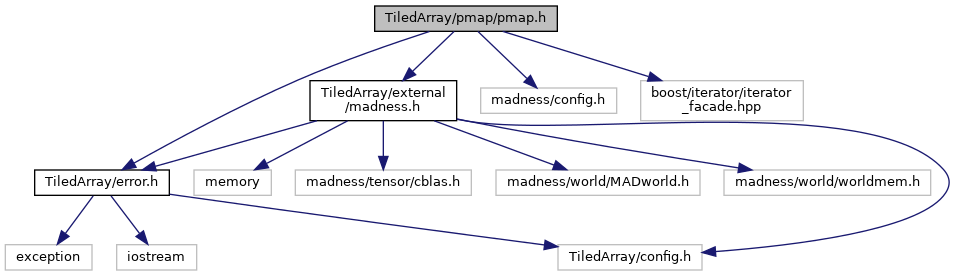 TiledArray/pmap/pmap.h
TiledArray/external
/madness.h
madness/config.h
boost/iterator/iterator
_facade.hpp
TiledArray/error.h
memory
madness/tensor/cblas.h
madness/world/MADworld.h
madness/world/worldmem.h
exception
iostream
TiledArray/config.h